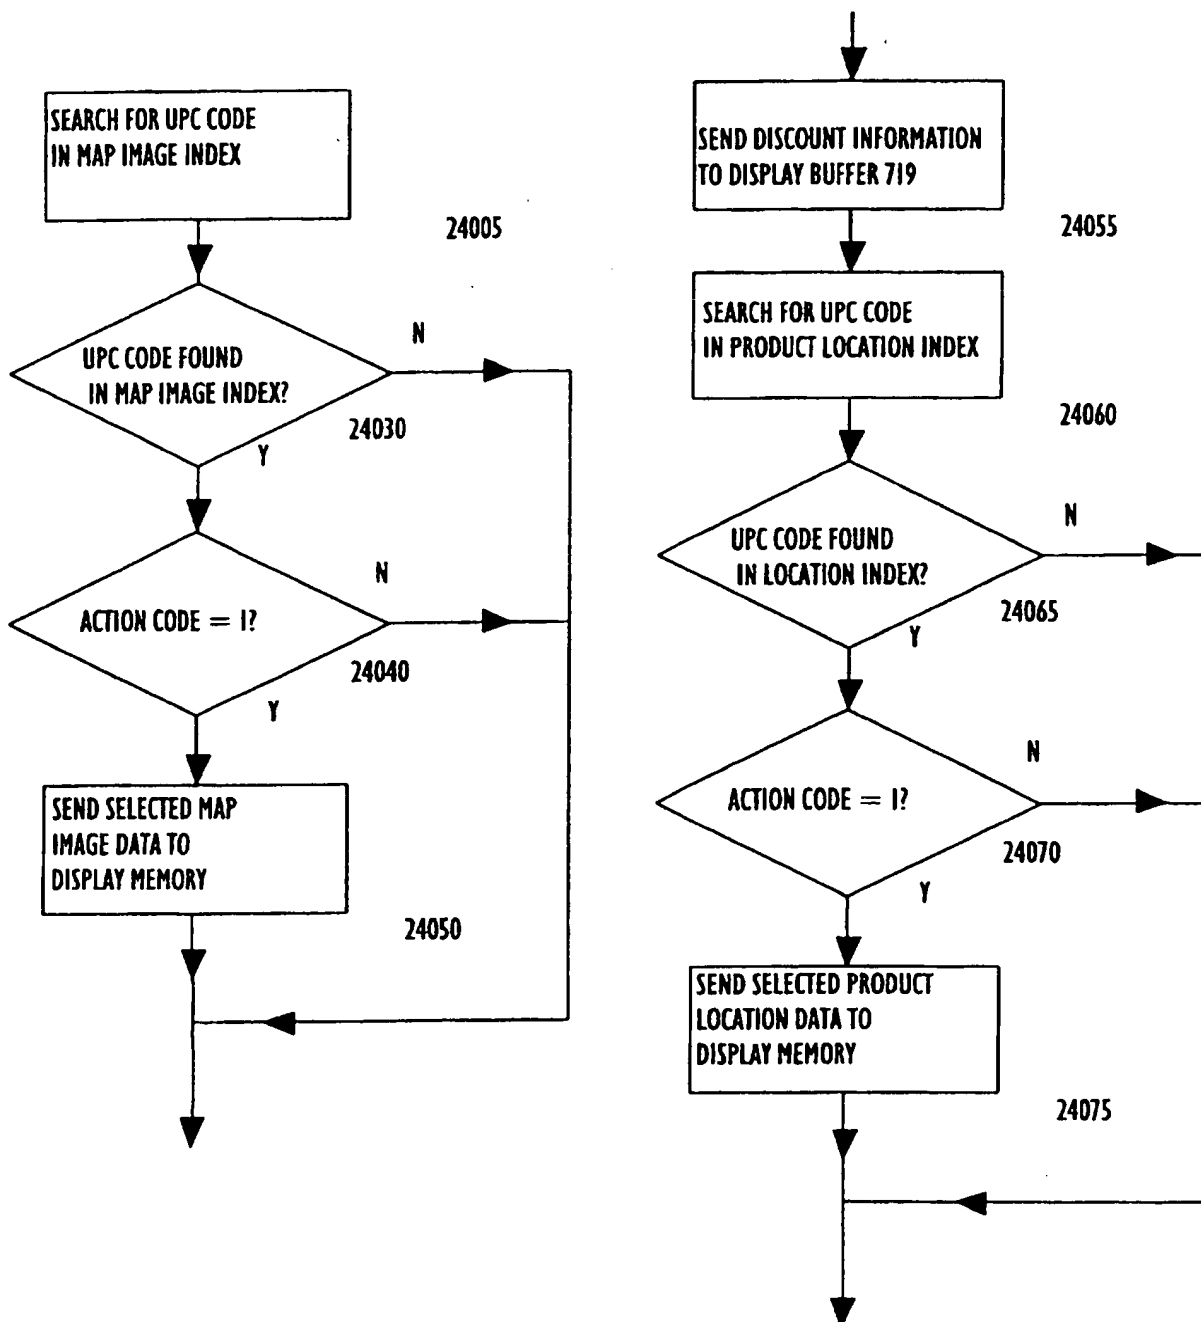 SEARCH FOR UPC CODE
IN MAP IMAGE INDEX
24005
UPC CODE FOUND
IN MAP IMAGE INDEX?
N
24030
Y
ACTION CODE = 1?
N
24040
Y
SEND SELECTED MAP
IMAGE DATA TO
DISPLAY MEMORY
24050
SEND DISCOUNT INFORMATION
TO DISPLAY BUFFER 719
24055
SEARCH FOR UPC CODE
IN PRODUCT LOCATION INDEX
24060
UPC CODE FOUND
IN LOCATION INDEX?
N
24065
Y
ACTION CODE = 1?
N
24070
Y
SEND SELECTED PRODUCT
LOCATION DATA TO
DISPLAY MEMORY
24075